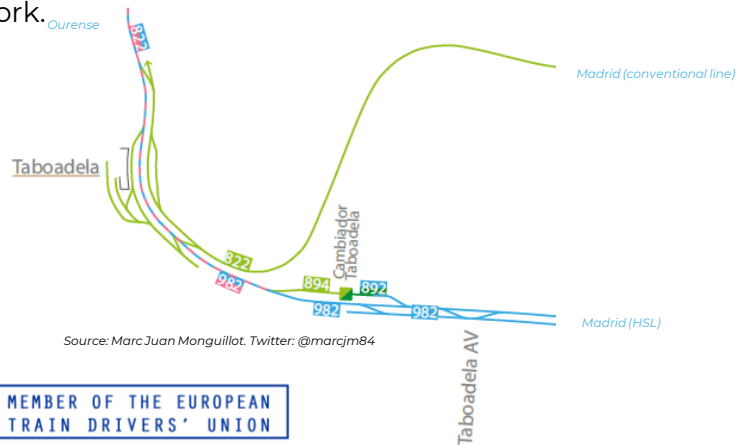 ork.
Ourense
822
Madrid (conventional line)
Taboadela
Cambiador
Taboadela
822
982
894
892
982
982
Madrid (HSL)
Source: Marc Juan Monguillot. Twitter: @marcjm84
Taboadela AV
MEMBER OF THE EUROPEAN
TRAIN DRIVERS' UNION